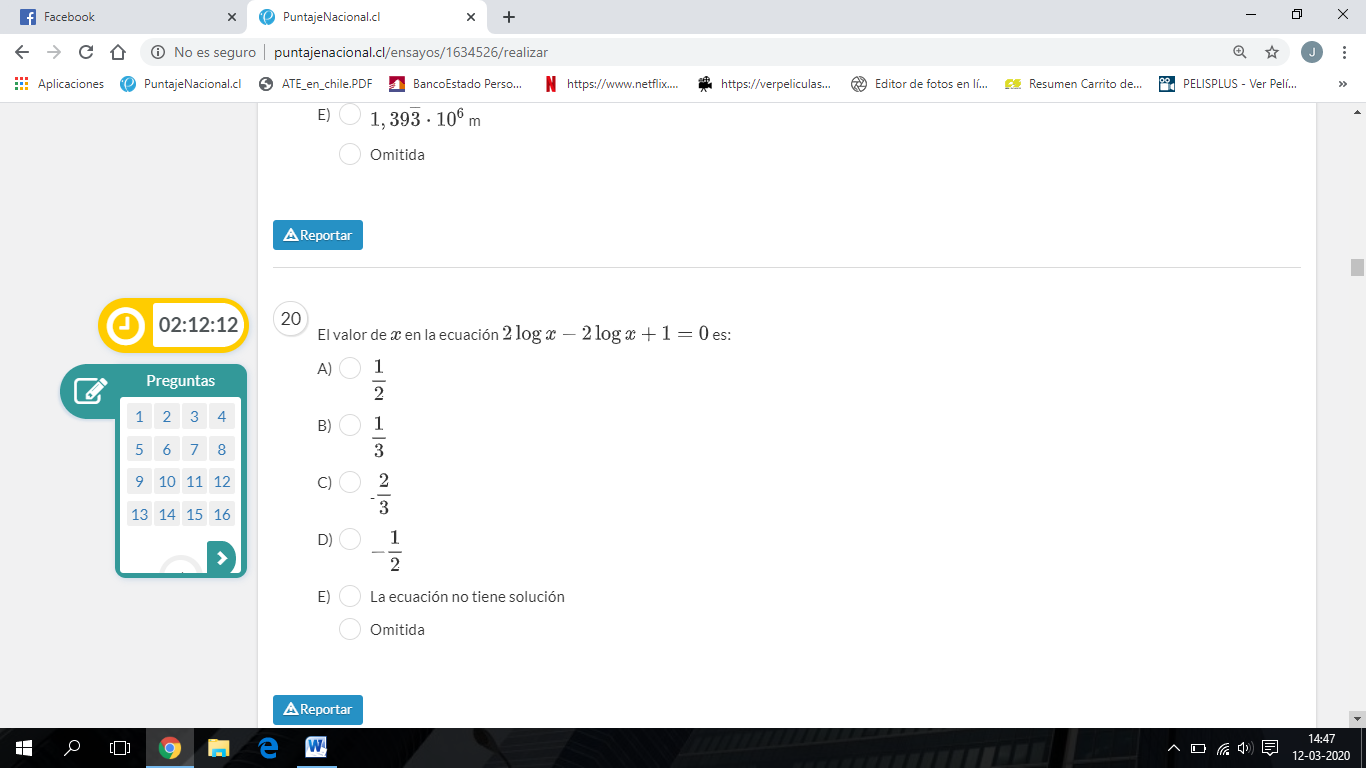 Facebook
PuntajeNacional.cl
No es seguro | puntajenacional.cl/ensayos/1634526/realizar
J
Aplicaciones PuntajeNacional.cl ATE_en_chile.PDF BancoEstado Perso... https://www.netflix.... https://verpeliculas... Editor de fotos en lí... Resumen Carrito de... PELISPLUS - Ver Pelí... »
E) 1, 39\overline{3} · 10⁶ m
Omitida
Reportar
02:12:12
Preguntas
1 2 3 4
5 6 7 8
9 10 11 12
13 14 15 16
20
El valor de x en la ecuación 2 log x − 2 log x + 1 = 0 es:
A) 1/2
B) 1/3
C) -2/3
D) −1/2
E) La ecuación no tiene solución
Omitida
Reportar
14:47
12-03-2020